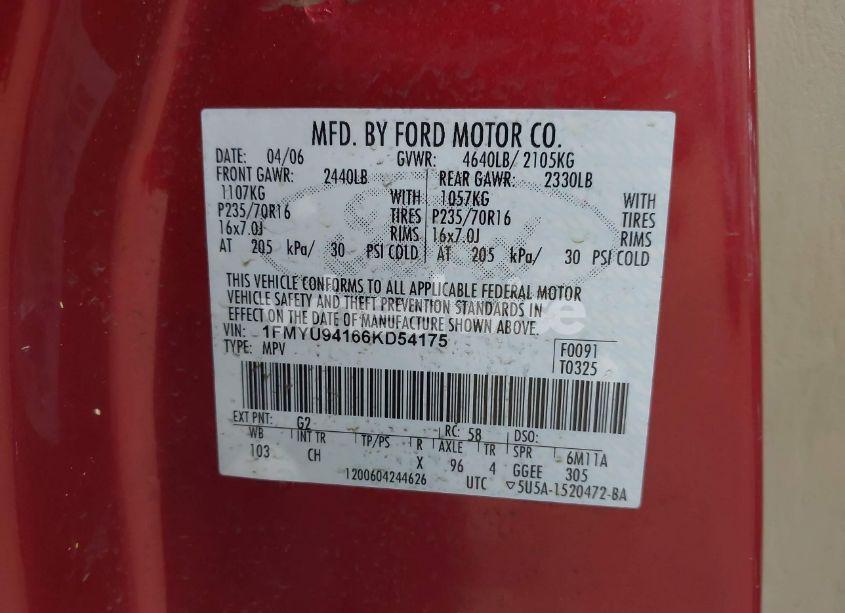 MFD. BY FORD MOTOR CO.
DATE: 04/06 GVWR: 4640LB/ 2105KG
FRONT GAWR: 2440LB REAR GAWR: 2330LB
1107KG WITH 1057KG WITH
P235/70R16 TIRES P235/70R16 TIRES
16x7.0J RIMS 16x7.0J RIMS
AT 205 kPa/ 30 PSI COLD AT 205 kPa/ 30 PSI COLD
THIS VEHICLE CONFORMS TO ALL APPLICABLE FEDERAL MOTOR
VEHICLE SAFETY AND THEFT PREVENTION STANDARDS IN
EFFECT ON THE DATE OF MANUFACTURE SHOWN ABOVE.
VIN: 1FMYU94166KD54175
TYPE: MPV F0091
T0325
EXT PNT: G2 RC: 58 DSO:
WB INT TR TP/PS R AXLE TR SPR 6M11A
103 CH X 96 4 GGEE 305
1200604244626 UTC ▽5U5A-1520472-BA